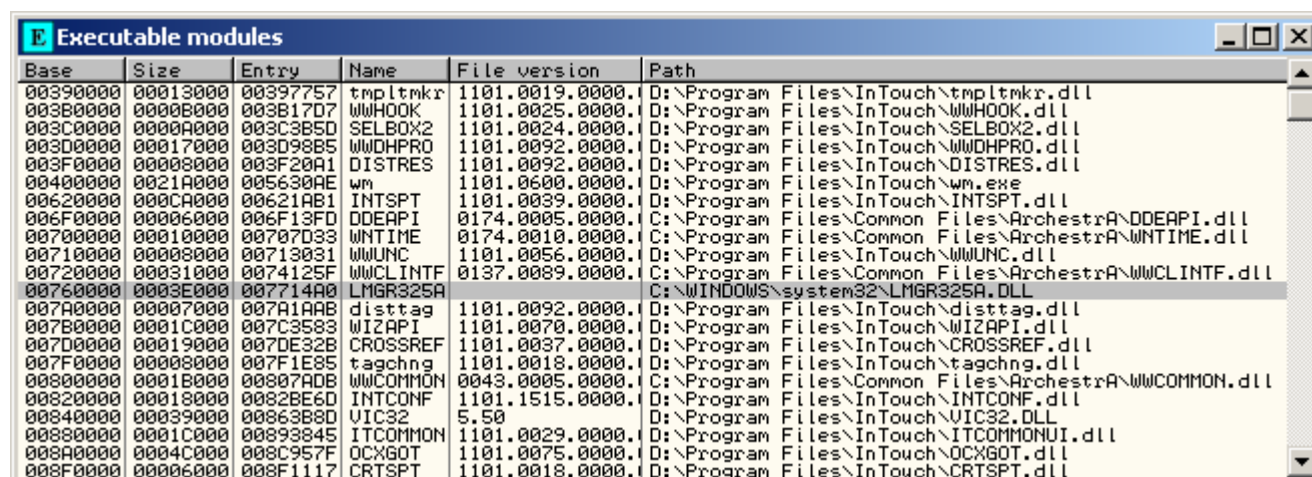 E Executable modules
Base Size Entry Name File version Path
00390000 00013000 00397757 tmpltmkr 1101.0019.0000. D:\Program Files\InTouch\tmpltmkr.dll
003B0000 0000B000 003B17D7 WWHOOK 1101.0025.0000. D:\Program Files\InTouch\WWHOOK.dll
003C0000 0000A000 003C3B5D SELBOX2 1101.0024.0000. D:\Program Files\InTouch\SELBOX2.dll
003D0000 00017000 003D98B5 WWDHPRO 1101.0092.0000. D:\Program Files\InTouch\WWDHPRO.dll
003F0000 00008000 003F20A1 DISTRES 1101.0092.0000. D:\Program Files\InTouch\DISTRES.dll
00400000 0021A000 005630AE wm 1101.0600.0000. D:\Program Files\InTouch\wm.exe
00620000 000CA000 00621AB1 INTSPT 1101.0039.0000. D:\Program Files\InTouch\INTSPT.dll
006F0000 00006000 006F13FD DDEAPI 0174.0005.0000. C:\Program Files\Common Files\ArchestrA\DDEAPI.dll
00700000 00010000 00707D33 WNTIME 0174.0010.0000. C:\Program Files\Common Files\ArchestrA\WNTIME.dll
00710000 00008000 00713031 WWUNC 1101.0056.0000. D:\Program Files\InTouch\WWUNC.dll
00720000 00031000 0074125F WWCLINTF 0137.0089.0000. C:\Program Files\Common Files\ArchestrA\WWCLINTF.dll
00760000 0003E000 007714A0 LMGR325A C:\WINDOWS\system32\LMGR325A.DLL
007A0000 00007000 007A1AAB disttag 1101.0092.0000. D:\Program Files\InTouch\disttag.dll
007B0000 0001C000 007C3583 WIZAPI 1101.0070.0000. D:\Program Files\InTouch\WIZAPI.dll
007D0000 00019000 007DE32B CROSSREF 1101.0037.0000. D:\Program Files\InTouch\CROSSREF.dll
007F0000 00008000 007F1E85 tagchng 1101.0018.0000. D:\Program Files\InTouch\tagchng.dll
00800000 0001B000 00807ADB WWCOMMON 0043.0005.0000. C:\Program Files\Common Files\ArchestrA\WWCOMMON.dll
00820000 00018000 0082BE6D INTCONF 1101.1515.0000. D:\Program Files\InTouch\INTCONF.dll
00840000 00039000 00863B8D VIC32 5.50 D:\Program Files\InTouch\VIC32.DLL
00880000 0001C000 00893845 ITCOMMON 1101.0029.0000. D:\Program Files\InTouch\ITCOMMONUI.dll
008A0000 0004C000 008C957F OCXGOT 1101.0075.0000. D:\Program Files\InTouch\OCXGOT.dll
008F0000 00006000 008F1117 CRTSPT 1101.0018.0000. D:\Program Files\InTouch\CRTSPT.dll